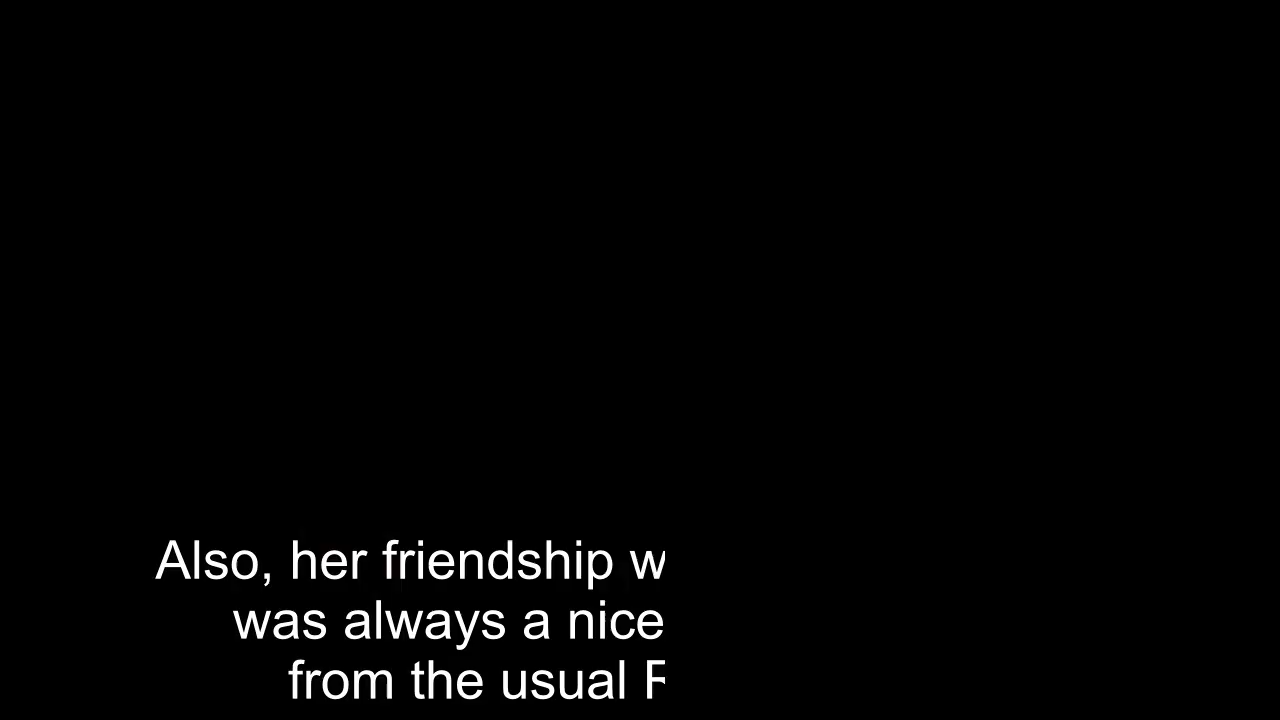 Also, her friendship
was always a nice
from the usual